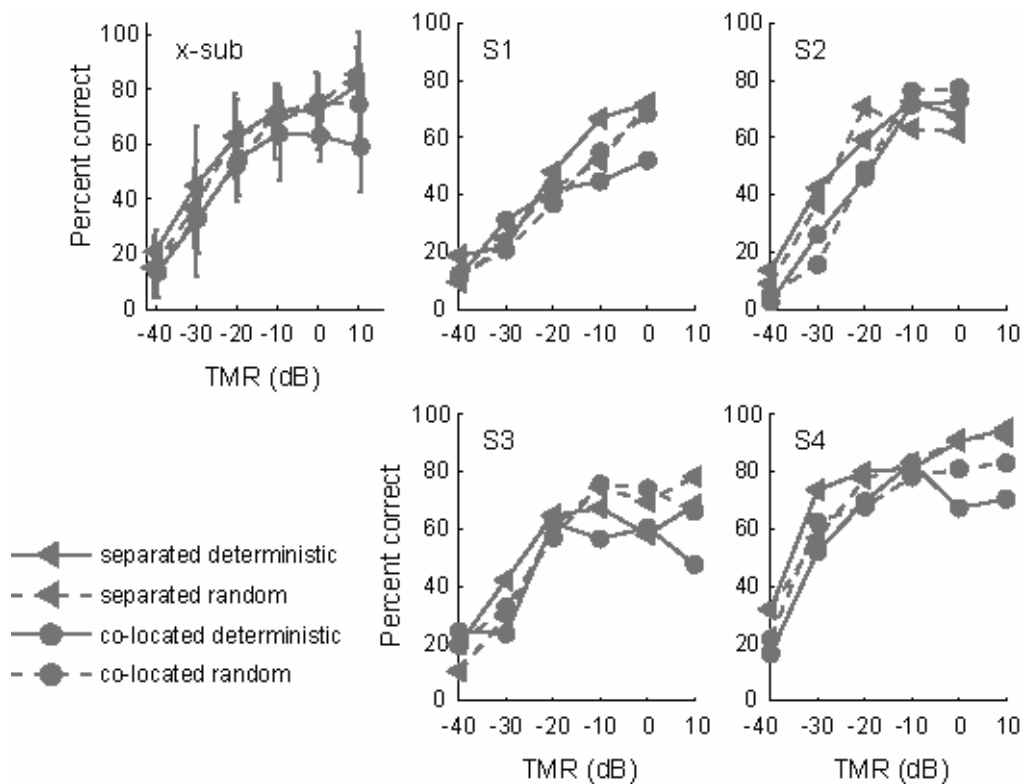 x-sub
S1
S2
Percent correct
100
80
60
40
20
0
-40 -30 -20 -10 0 10
TMR (dB)
100
80
60
40
20
0
-40 -30 -20 -10 0 10
100
80
60
40
20
0
-40 -30 -20 -10 0 10
S3
S4
Percent correct
100
80
60
40
20
0
-40 -30 -20 -10 0 10
TMR (dB)
100
80
60
40
20
0
-40 -30 -20 -10 0 10
TMR (dB)
separated deterministic
separated random
co-located deterministic
co-located random